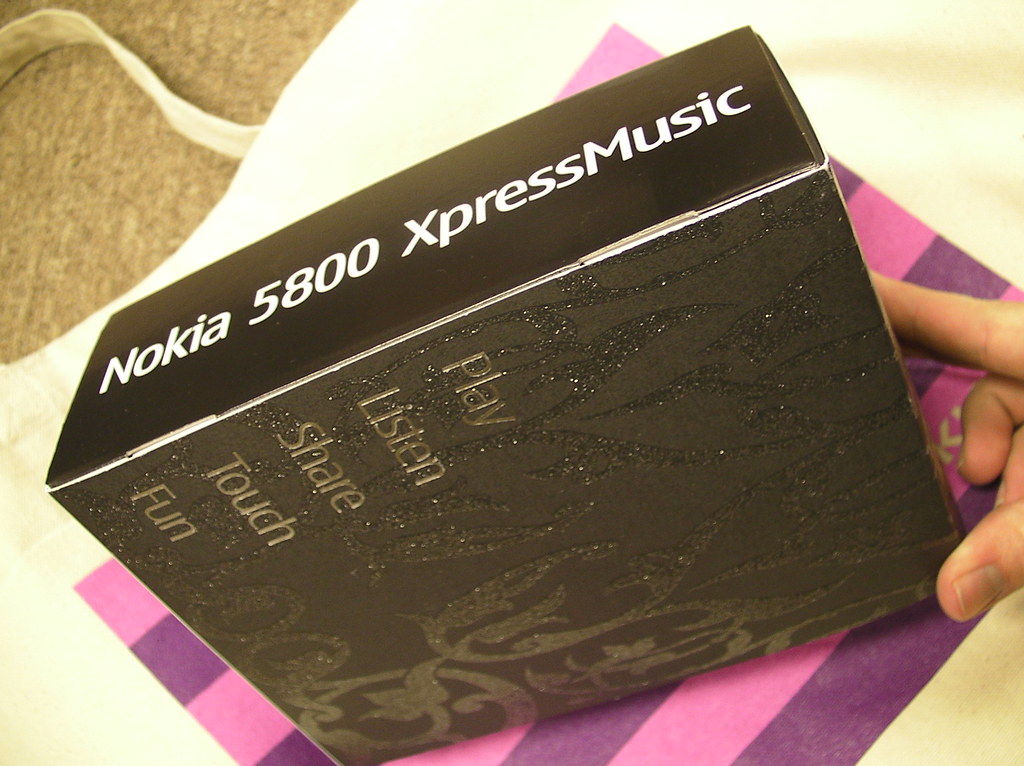 Nokia 5800 XpressMusic
Play
Listen
Share
Touch
Fun